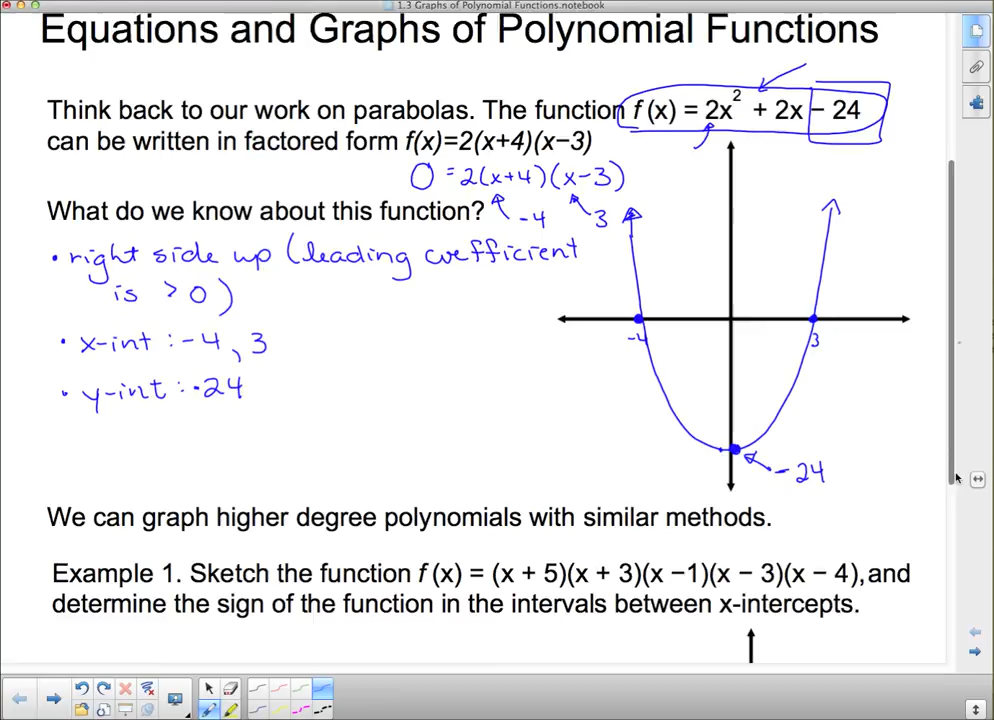 1.3 Graphs of Polynomial Functions.notebook
Equations and Graphs of Polynomial Functions
Think back to our work on parabolas. The function f (x) = 2x² + 2x − 24
can be written in factored form f(x)=2(x+4)(x−3)
0 = 2(x+4)(x−3)
What do we know about this function?
-4
3
• right side up (leading coefficient
is > 0)
• x-int : -4, 3
• y-int : -24
-4
3
-24
We can graph higher degree polynomials with similar methods.
Example 1. Sketch the function f (x) = (x + 5)(x + 3)(x −1)(x − 3)(x − 4), and
determine the sign of the function in the intervals between x-intercepts.